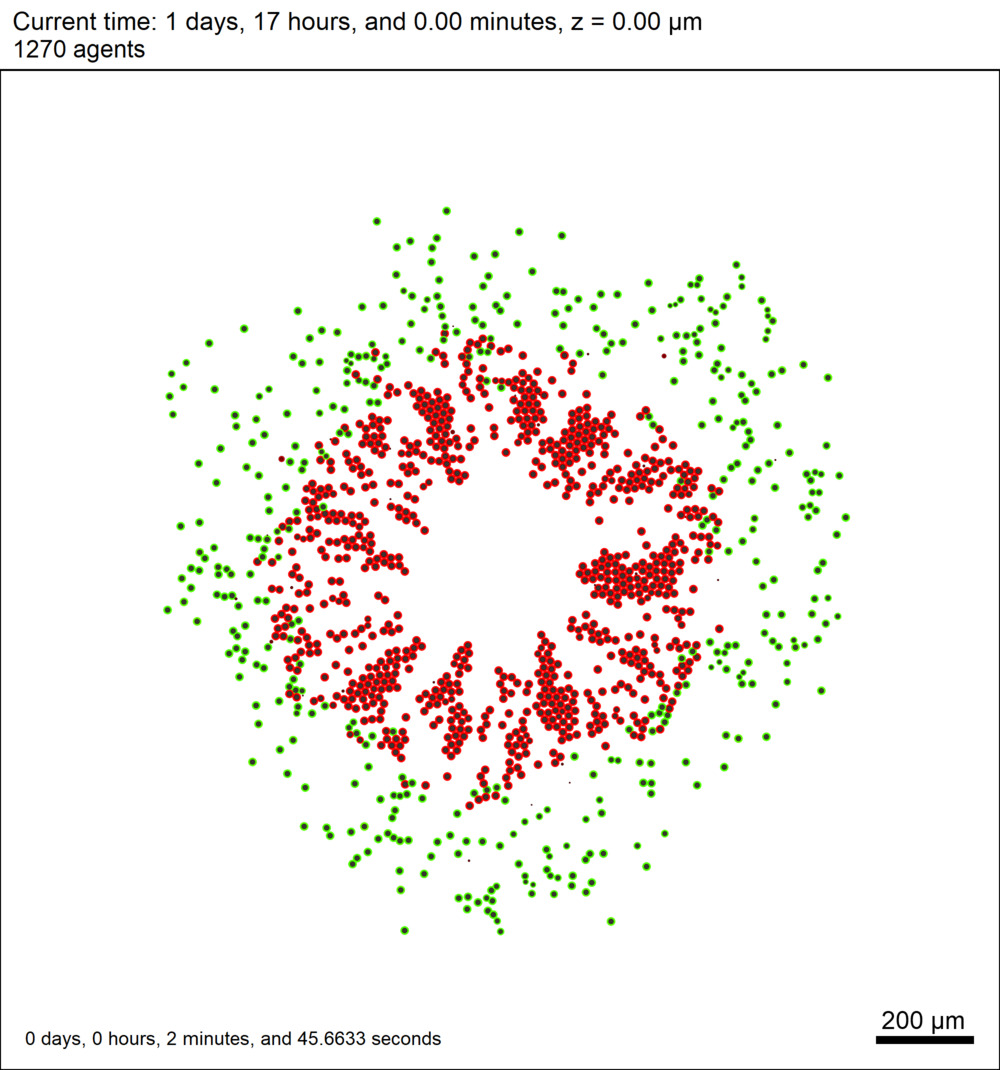 Current time: 1 days, 17 hours, and 0.00 minutes, z = 0.00 μm
1270 agents
200 μm
0 days, 0 hours, 2 minutes, and 45.6633 seconds